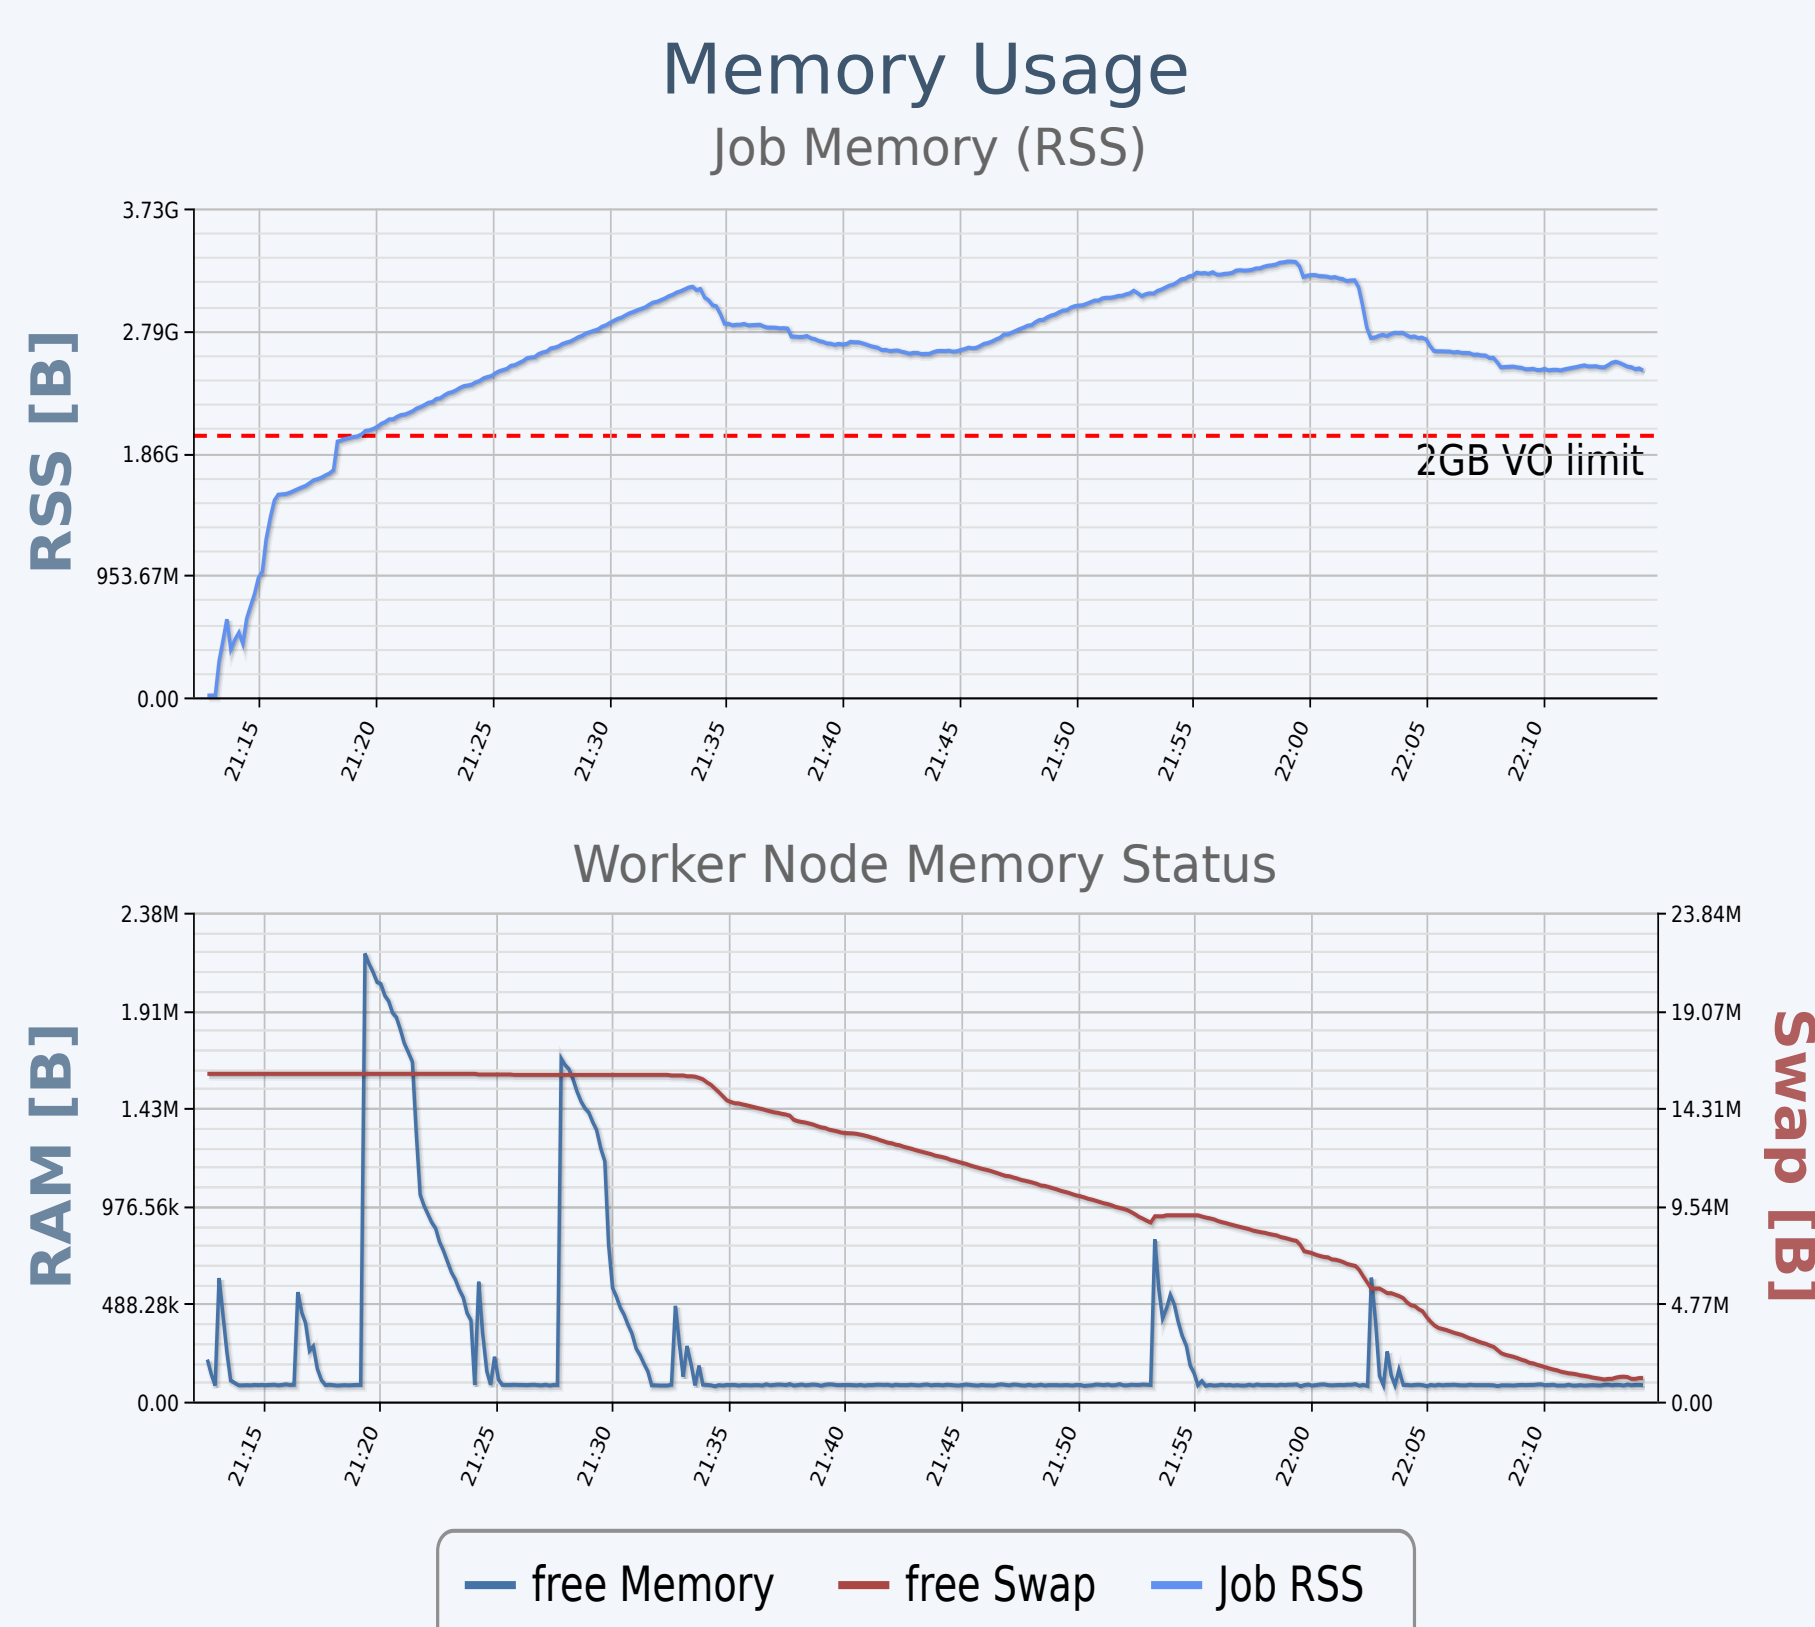 Memory Usage
Job Memory (RSS)
RSS [B]
3.73G
2.79G
1.86G
953.67M
0.00
2GB VO limit
21:15 21:20 21:25 21:30 21:35 21:40 21:45 21:50 21:55 22:00 22:05 22:10
Worker Node Memory Status
RAM [B]
2.38M
1.91M
1.43M
976.56k
488.28k
0.00
23.84M
19.07M
14.31M
9.54M
4.77M
0.00
Swap [B]
21:15 21:20 21:25 21:30 21:35 21:40 21:45 21:50 21:55 22:00 22:05 22:10
free Memory free Swap Job RSS